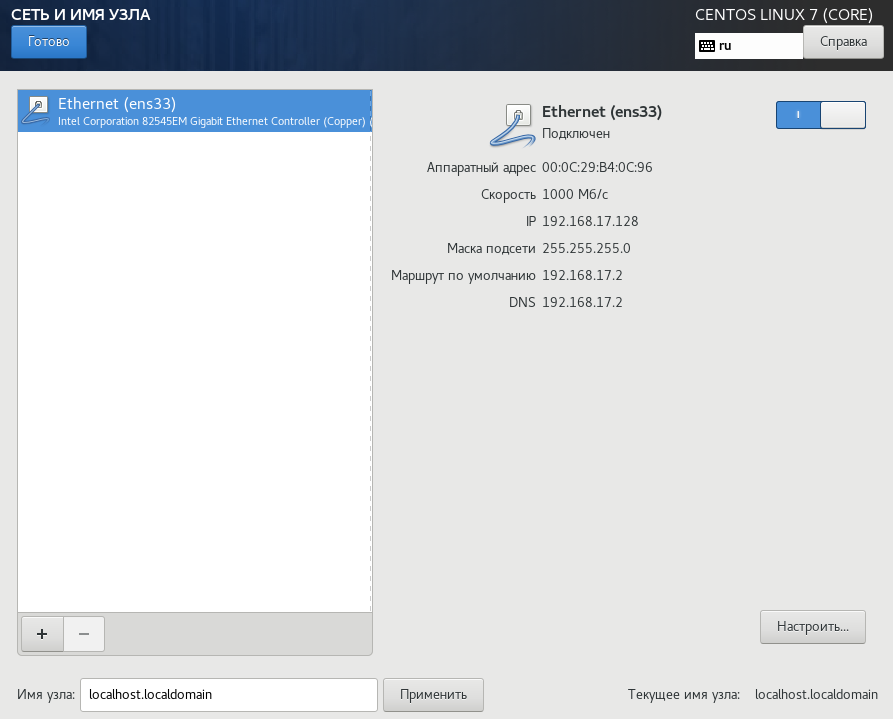 СЕТЬ И ИМЯ УЗЛА
CENTOS LINUX 7 (CORE)
Готово
ru
Справка
Ethernet (ens33)
Intel Corporation 82545EM Gigabit Ethernet Controller (Copper) (
Ethernet (ens33)
Подключен
Аппаратный адрес 00:0C:29:B4:0C:96
Скорость 1000 Мб/с
IP 192.168.17.128
Маска подсети 255.255.255.0
Маршрут по умолчанию 192.168.17.2
DNS 192.168.17.2
+ −
Настроить...
Имя узла: localhost.localdomain Применить Текущее имя узла: localhost.localdomain